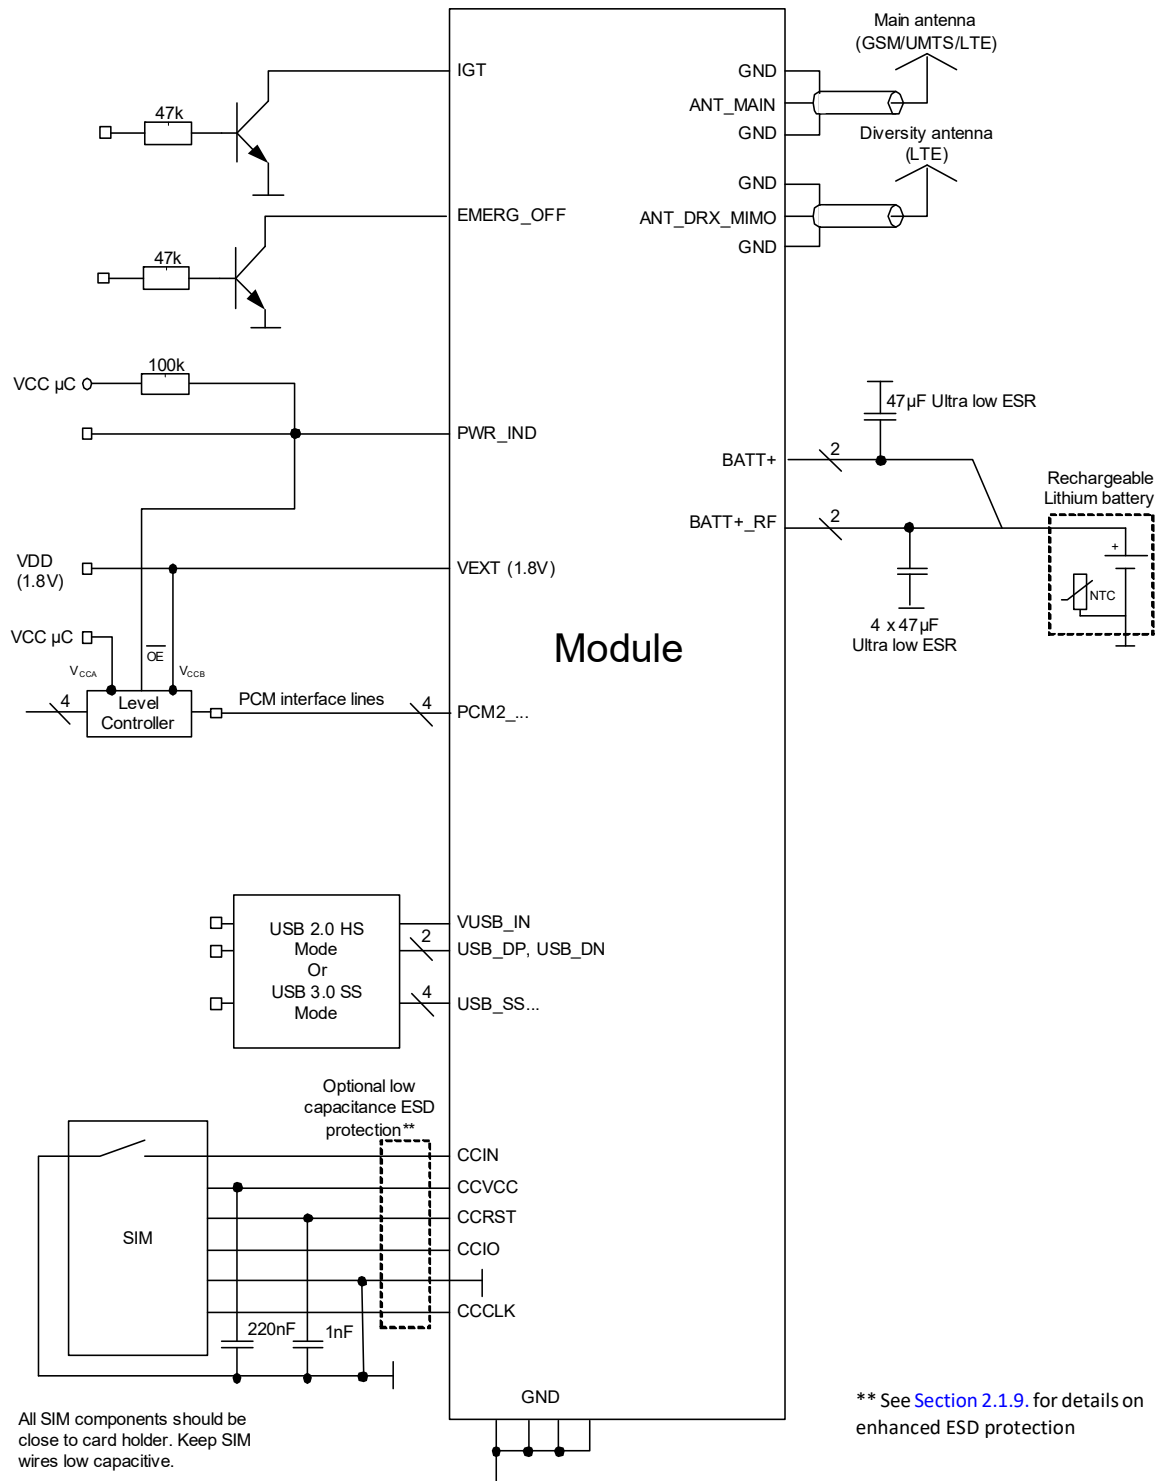 Main antenna
(GSM/UMTS/LTE)
IGT
GND
ANT_MAIN
GND
47k
Diversity antenna
(LTE)
GND
EMERG_OFF
ANT_DRX_MIMO
GND
47k
VCC µC
100k
47µF Ultra low ESR
PWR_IND
BATT+
2
Rechargeable
Lithium battery
BATT+_RF
2
+
NTC
VDD
(1.8V)
VEXT (1.8V)
4 x 47µF
Ultra low ESR
VCC µC
OE
VCCA
VCCB
Module
4
Level
Controller
PCM interface lines
4
PCM2_...
USB 2.0 HS
Mode
Or
USB 3.0 SS
Mode
VUSB_IN
2
USB_DP, USB_DN
4
USB_SS...
Optional low
capacitance ESD
protection**
CCIN
CCVCC
CCRST
SIM
CCIO
CCCLK
220nF
1nF
GND
All SIM components should be
close to card holder. Keep SIM
wires low capacitive.
** See Section 2.1.9. for details on
enhanced ESD protection